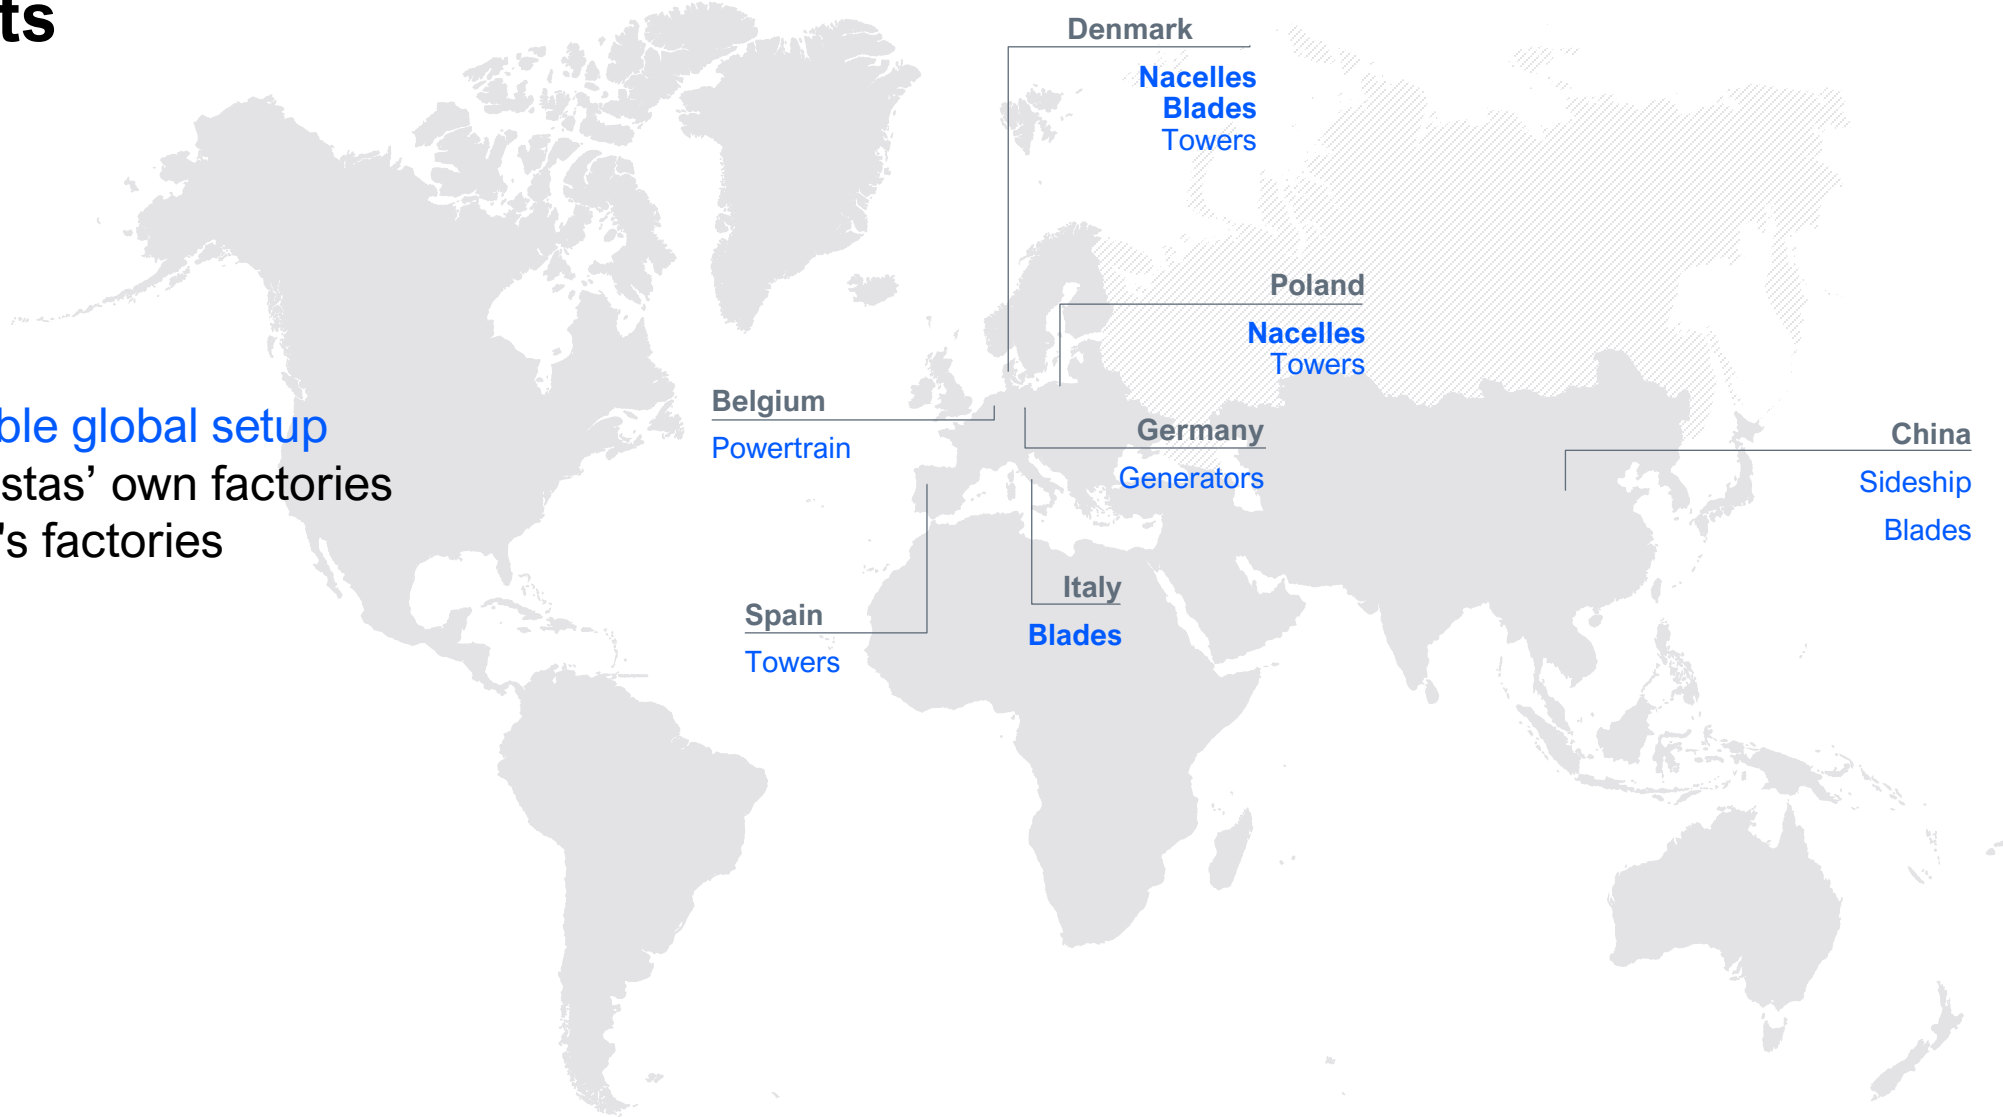 ts
ble global setup
stas’ own factories
's factories
Denmark
Nacelles
Blades
Towers
Poland
Nacelles
Towers
Belgium
Powertrain
Germany
Generators
China
Sideship
Blades
Italy
Blades
Spain
Towers